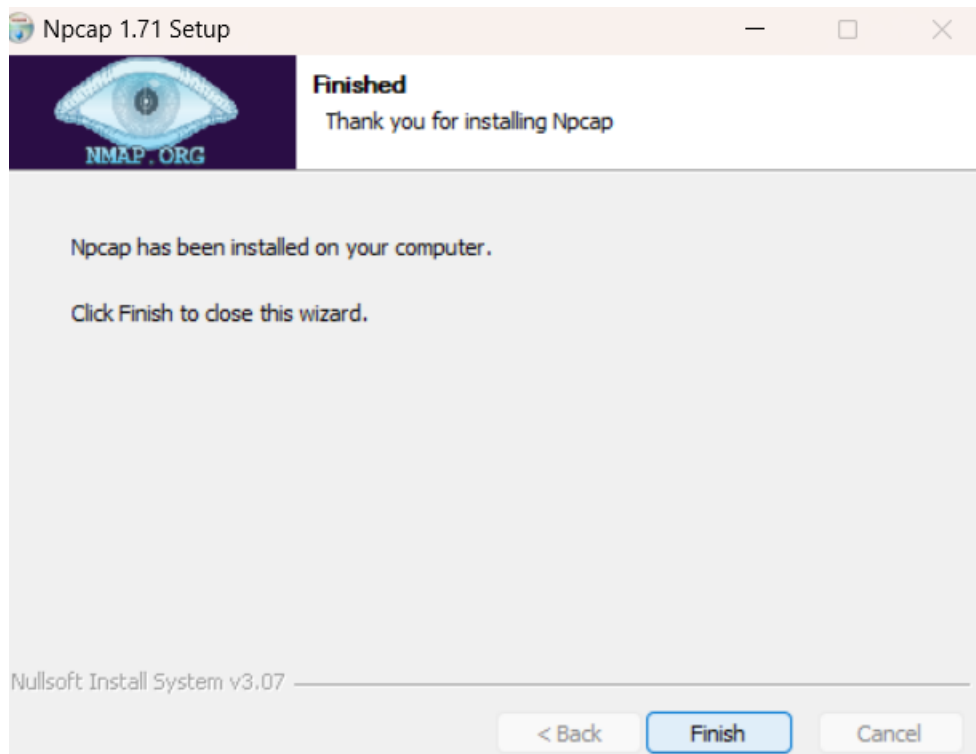 Npcap 1.71 Setup
NMAP.ORG
Finished
Thank you for installing Npcap
Npcap has been installed on your computer.
Click Finish to close this wizard.
Nullsoft Install System v3.07
< Back
Finish
Cancel